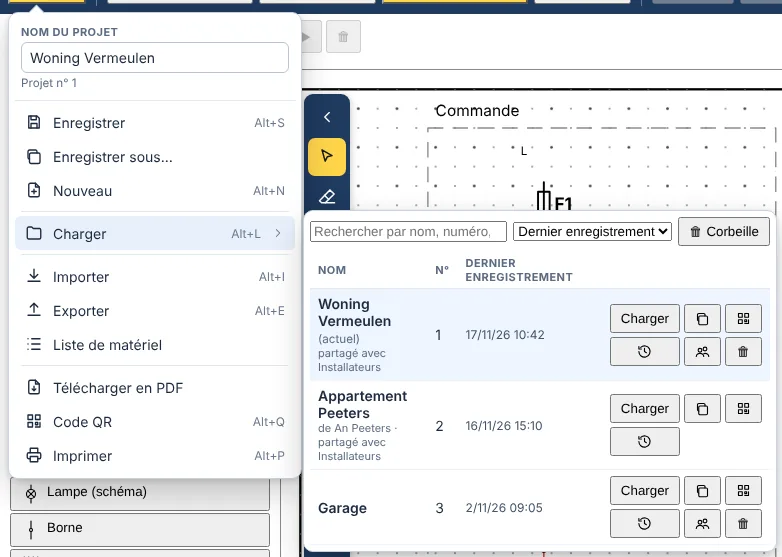 NOM DU PROJET
Woning Vermeulen
Projet n° 1
Enregistrer Alt+S
Enregistrer sous... 
Nouveau Alt+N
Charger Alt+L
Importer Alt+I
Exporter Alt+E
Liste de matériel
Télécharger en PDF
Code QR Alt+Q
Imprimer Alt+P
Lampe (schéma)
Borne
Commande
L
F1
Rechercher par nom, numéro, Dernier enregistrement Corbeille
NOM N° DERNIER
ENREGISTREMENT
Woning
Vermeulen
(actuel)
partagé avec
Installateurs
1 17/11/26 10:42 Charger
Appartement
Peeters
de An Peeters ·
partagé avec
Installateurs
2 16/11/26 15:10 Charger
Garage 3 2/11/26 09:05 Charger